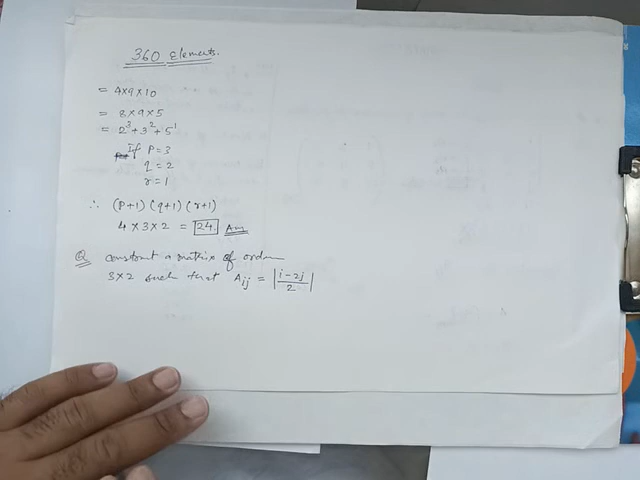 360 Elements.
= 4×9×10
= 8×9×5
= 2³+3²+5¹
If P=3
q=2
r=1
∴ (P+1) (q+1) (r+1)
4×3×2 = 24. Ans
Q constant a matrix of order
3×2 such that Aij = |i-2j/2|